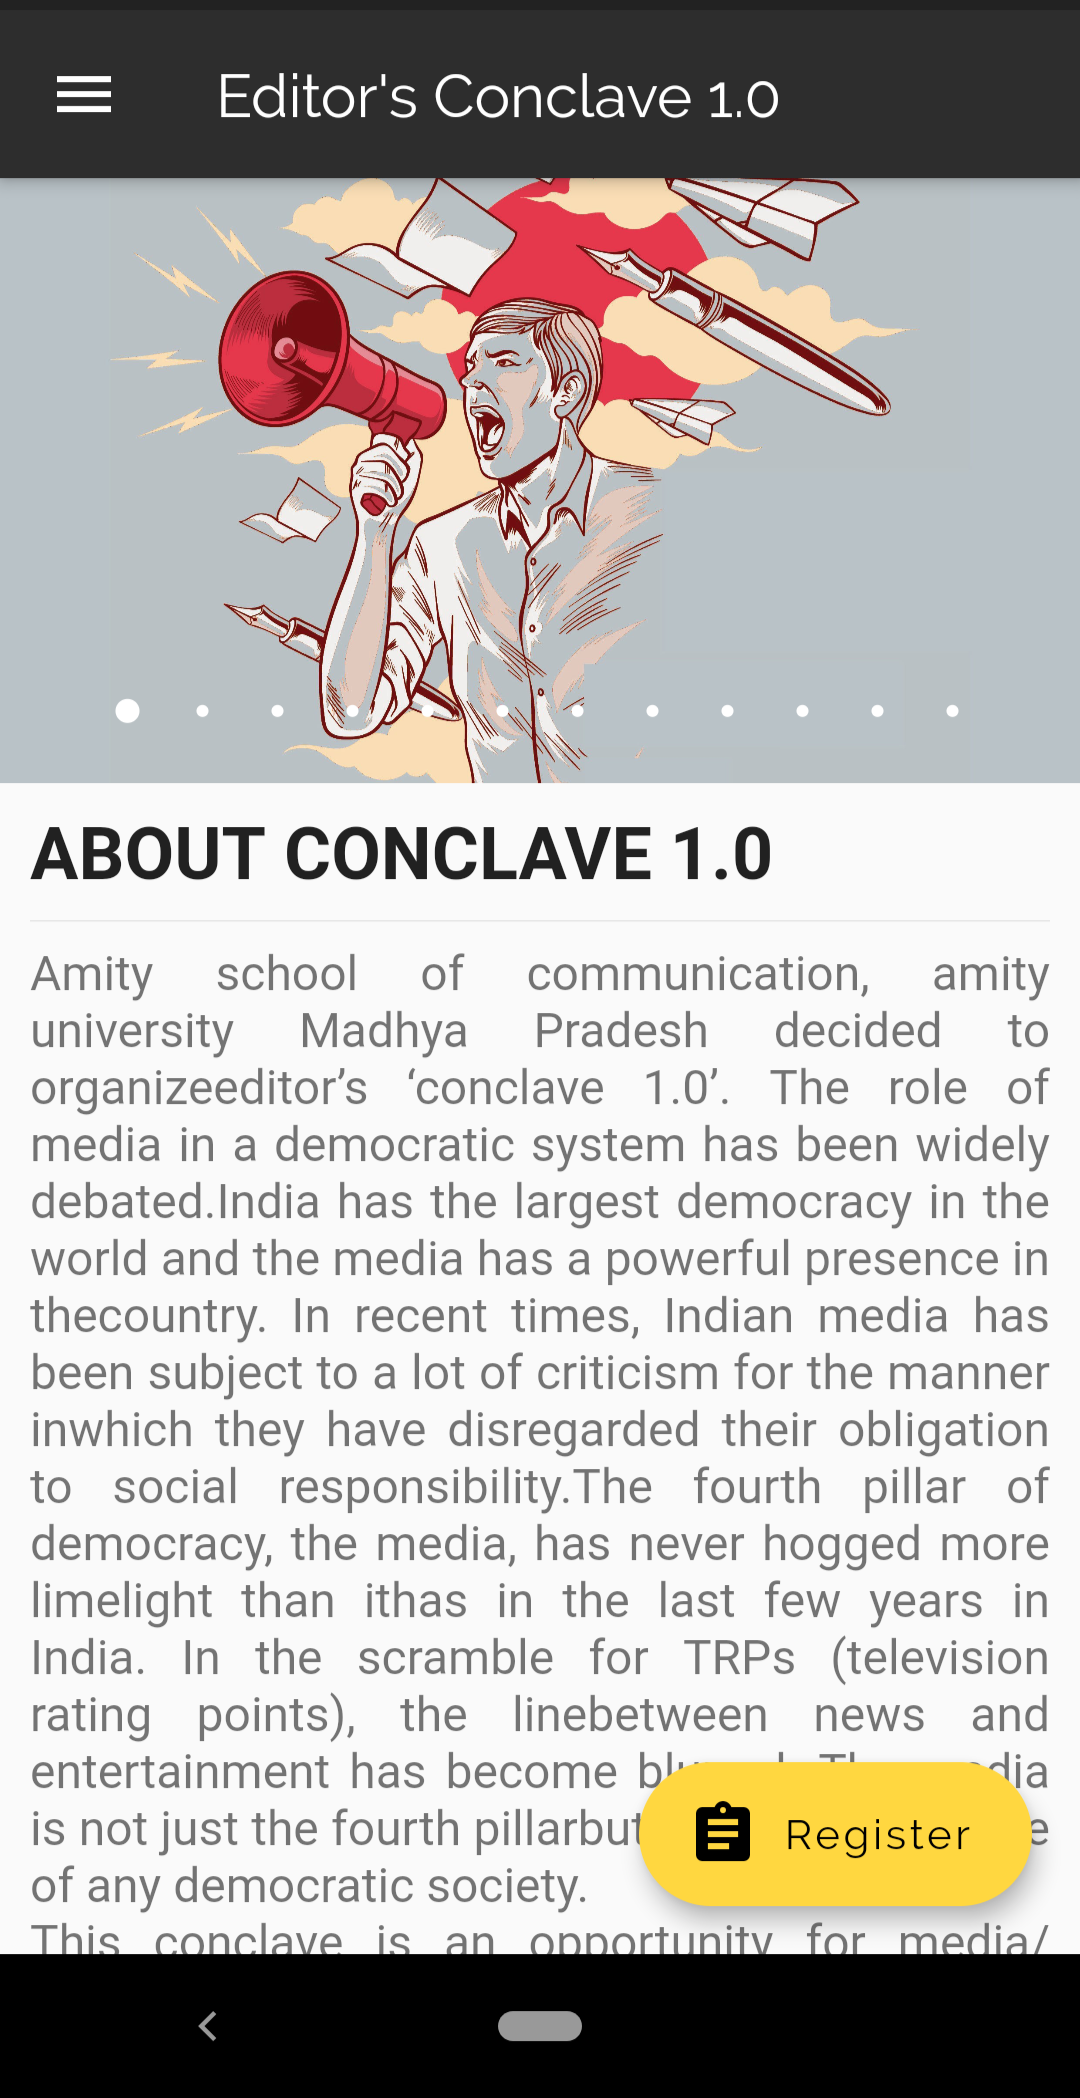 Editor's Conclave 1.0
ABOUT CONCLAVE 1.0
Amity school of communication, amity
university Madhya Pradesh decided to
organizeeditor’s ‘conclave 1.0’. The role of
media in a democratic system has been widely
debated.India has the largest democracy in the
world and the media has a powerful presence in
thecountry. In recent times, Indian media has
been subject to a lot of criticism for the manner
inwhich they have disregarded their obligation
to social responsibility.The fourth pillar of
democracy, the media, has never hogged more
limelight than ithas in the last few years in
India. In the scramble for TRPs (television
rating points), the linebetween news and
entertainment has become
is not just the fourth pillarbut
of any democratic society.
Register
This conclave is an opportunity for media/